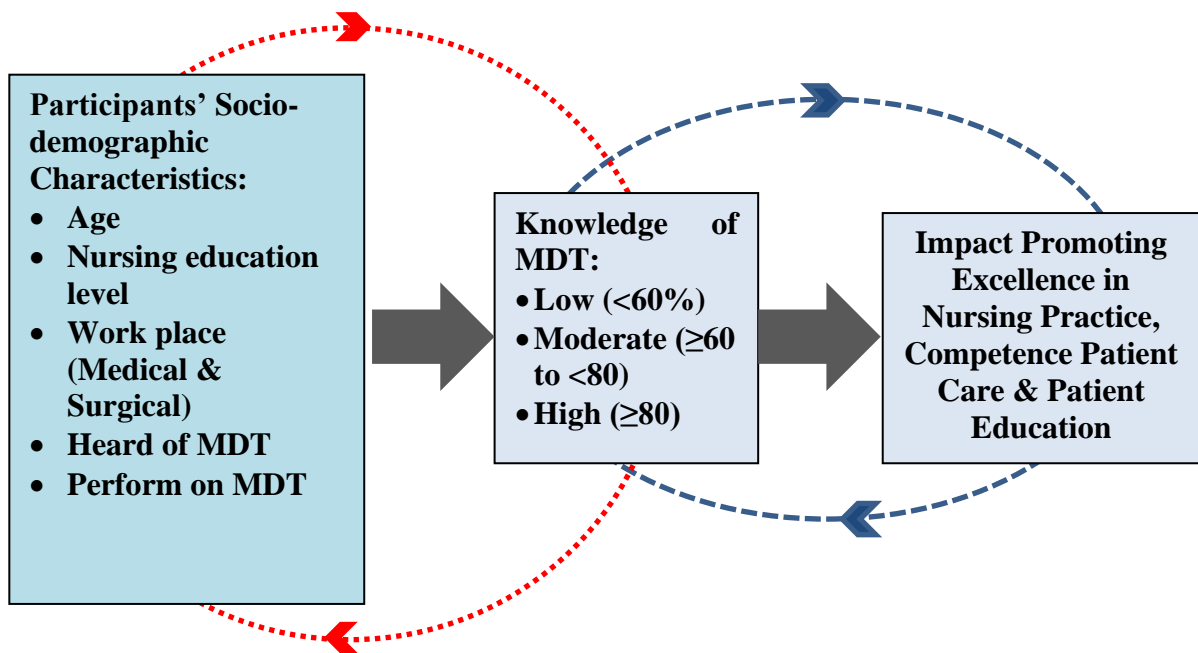 Participants’ Socio-
demographic
Characteristics:
• Age
• Nursing education
level
• Work place
(Medical &
Surgical)
• Heard of MDT
• Perform on MDT
Knowledge of
MDT:
• Low (<60%)
• Moderate (≥60
to <80)
• High (≥80)
Impact Promoting
Excellence in
Nursing Practice,
Competence Patient
Care & Patient
Education